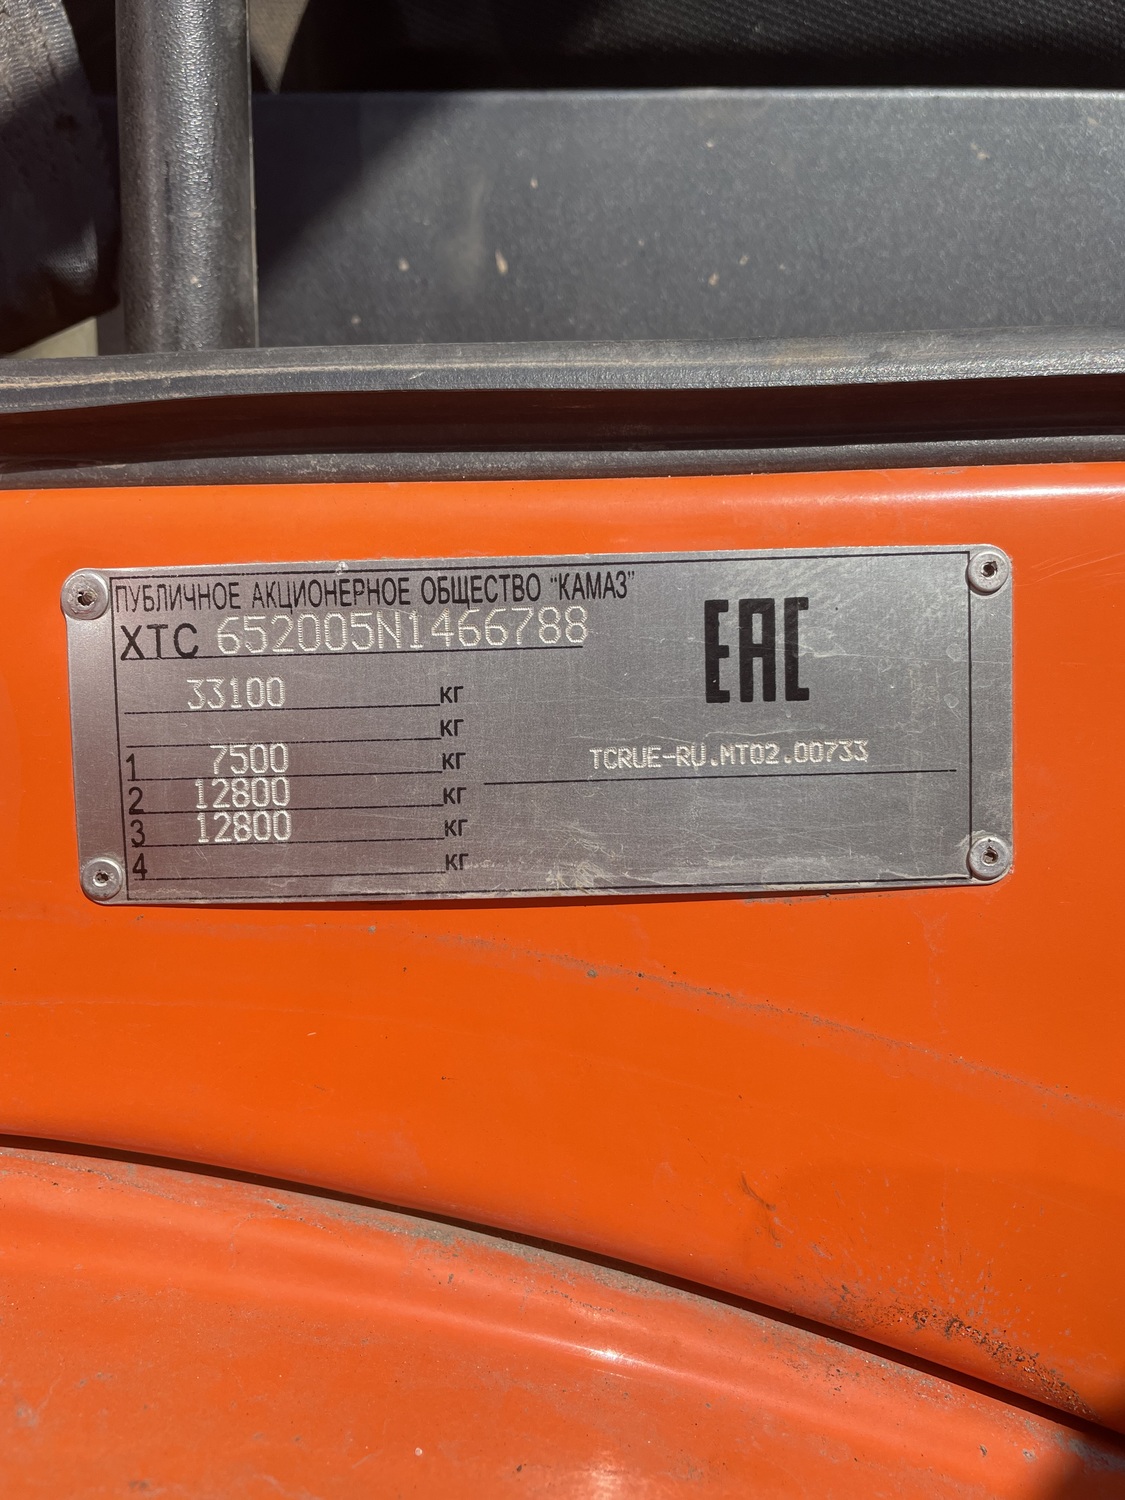 ПУБЛИЧНОЕ АКЦИОНЕРНОЕ ОБЩЕСТВО "КАМАЗ"
XTC 652005N1466788
EAC
33100 кг
кг
1 7500 кг
TCRUE-RU.MT02.00733
2 12800 кг
3 12800 кг
4 кг